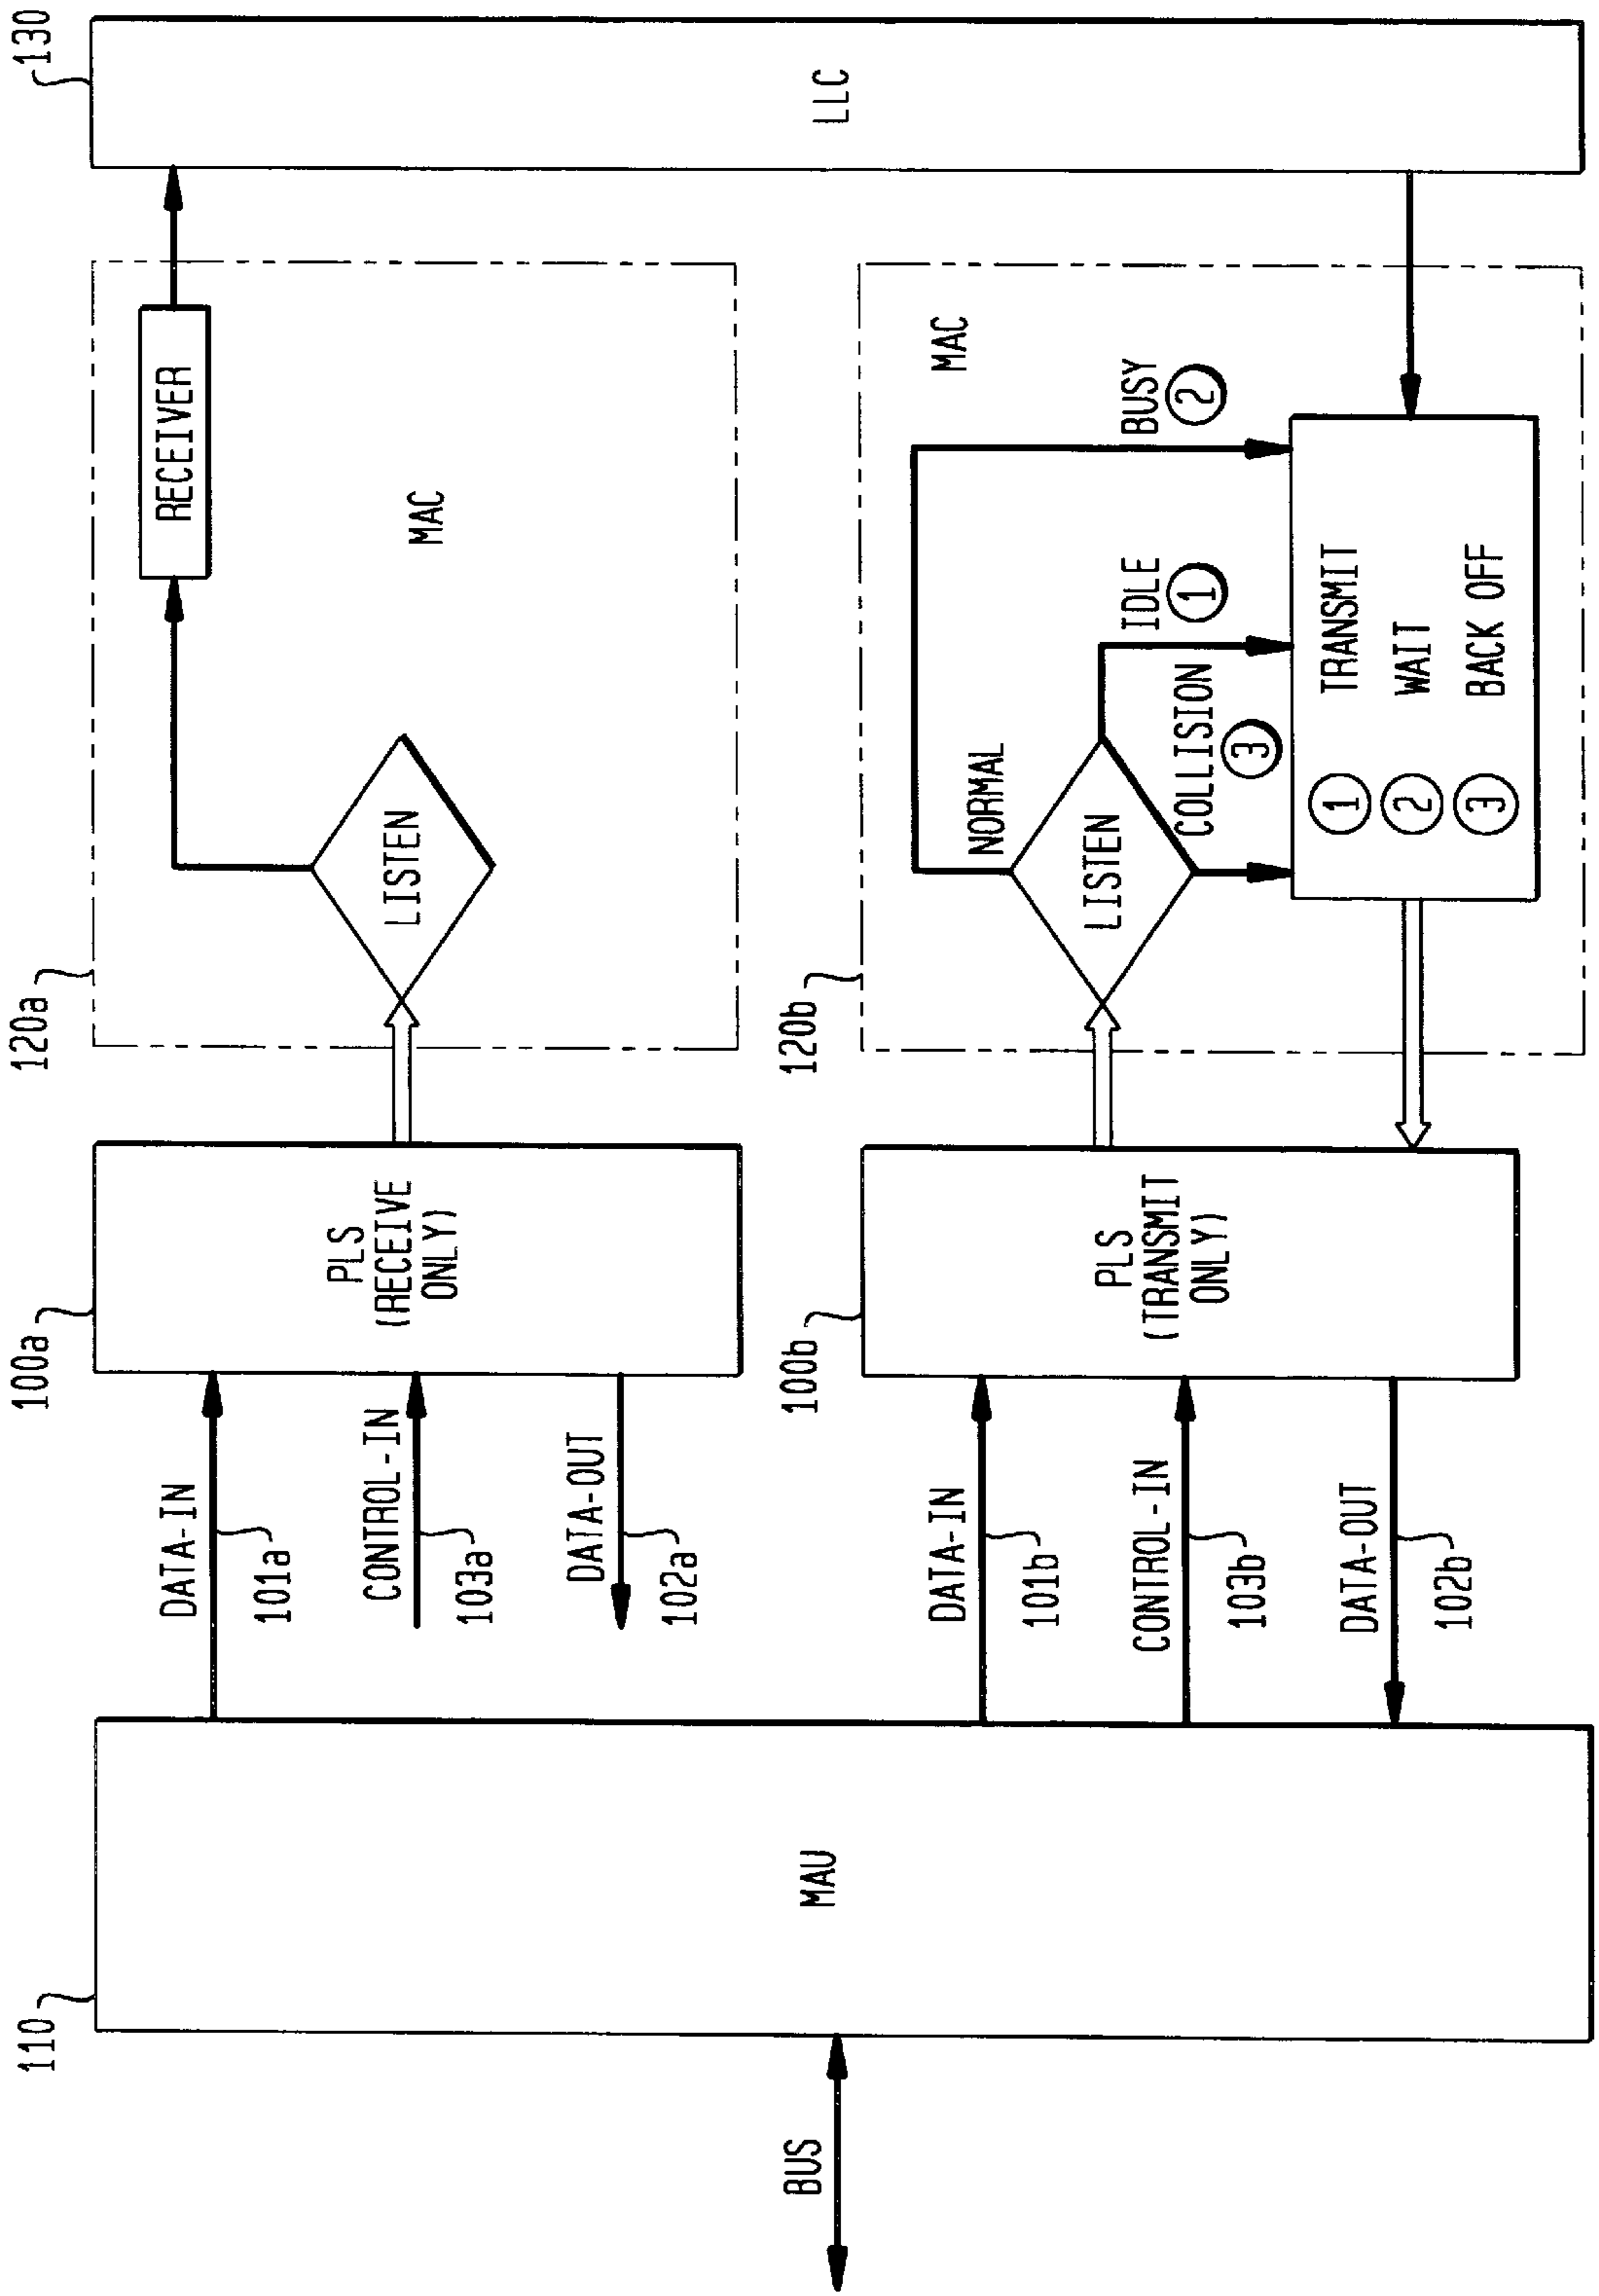 110
BUS
MAU
DATA-IN
101a
CONTROL-IN
103a
DATA-OUT
102a
100a
PLS
(RECEIVE
ONLY)
120a
LISTEN
RECEIVER
MAC
130
LLC
DATA-IN
101b
CONTROL-IN
103b
DATA-OUT
102b
100b
PLS
(TRANSMIT
ONLY)
120b
LISTEN
NORMAL
COLLISION
3
IDLE
1
BUSY
2
MAC
1 TRANSMIT
2 WAIT
3 BACK OFF